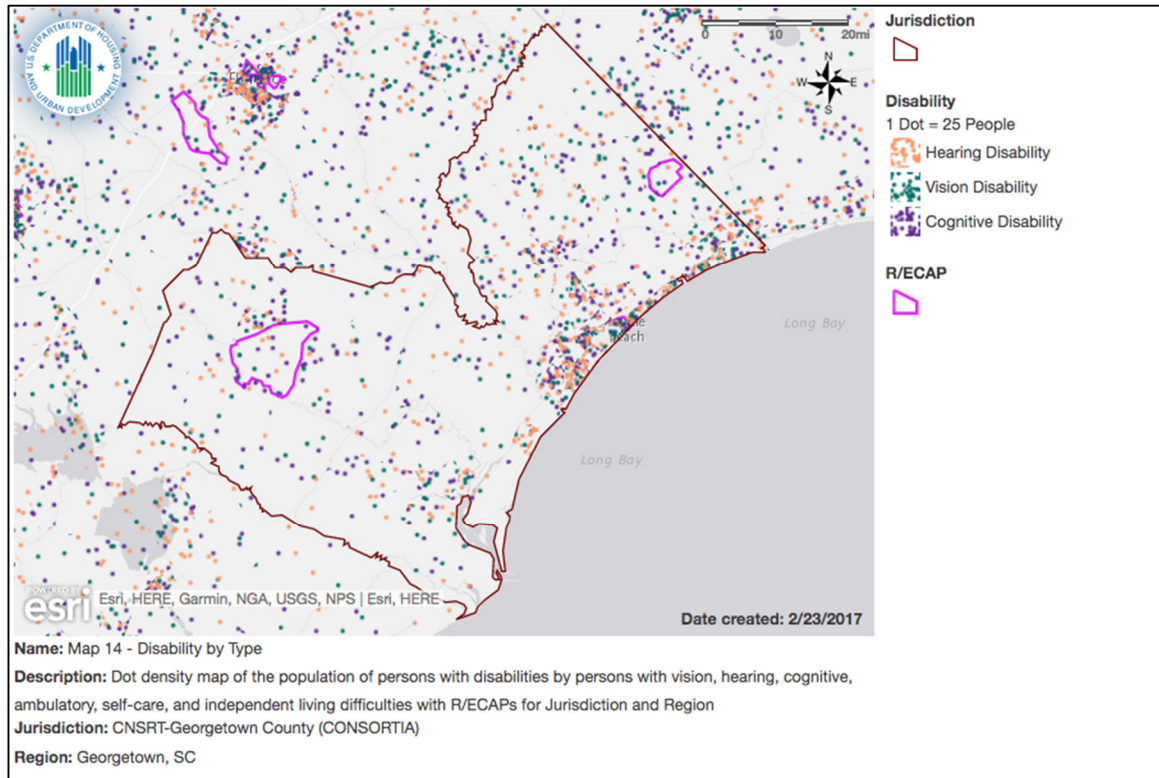 US DEPARTMENT OF HOUSING
AND URBAN DEVELOPMENT
0 10 20mi
N
W E
S
Long Bay
Long Bay
POWERED BY
esri
Esri, HERE, Garmin, NGA, USGS, NPS | Esri, HERE
Date created: 2/23/2017
Jurisdiction
Disability
1 Dot = 25 People
Hearing Disability
Vision Disability
Cognitive Disability
R/ECAP
Name: Map 14 - Disability by Type
Description: Dot density map of the population of persons with disabilities by persons with vision, hearing, cognitive,
ambulatory, self-care, and independent living difficulties with R/ECAPs for Jurisdiction and Region
Jurisdiction: CNSRT-Georgetown County (CONSORTIA)
Region: Georgetown, SC